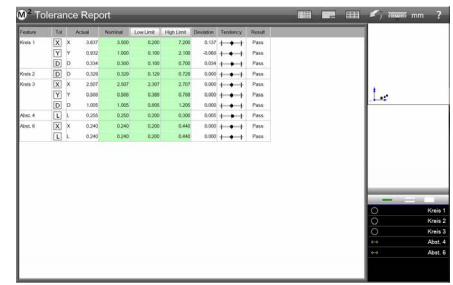 M² Tolerance Report
mm ?
Feature Tol Actual Nominal Low Limit High Limit Deviation Tendency Result
Kreis 1 X X 3.637 3.500 0.200 7.200 0.137 Pass
Y Y 0.932 1.000 0.100 2.100 -0.068 Pass
D D 0.334 0.300 0.100 0.700 0.034 Pass
Kreis 2 D D 0.329 0.329 0.129 0.729 0.000 Pass
Kreis 3 X X 2.507 2.507 2.307 2.707 0.000 Pass
Y Y 0.588 0.588 0.388 0.788 0.000 Pass
D D 1.005 1.005 0.805 1.205 0.000 Pass
Abst. 4 L L 0.255 0.250 0.200 0.300 0.005 Pass
Abst. 6 X X 0.240 0.240 0.200 0.440 0.000 Pass
L L 0.240 0.240 0.200 0.440 0.000 Pass
Kreis 1
Kreis 2
Kreis 3
Abst. 4
Abst. 6